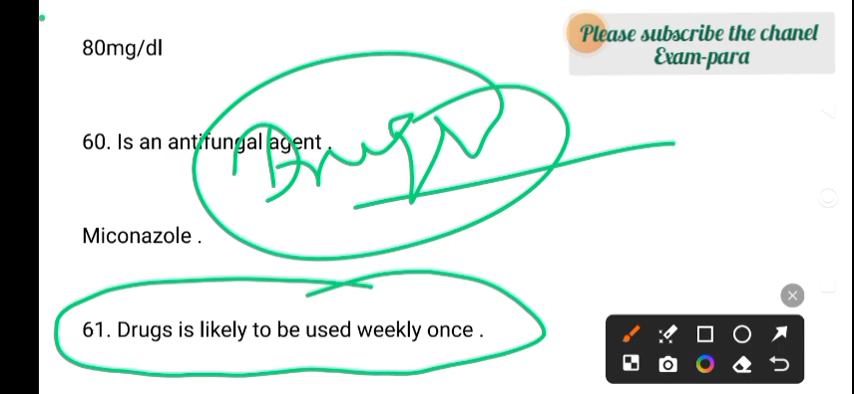 Please subscribe the chanel
Exam-para
80mg/dl
60. Is an antifungal agent .
Drugs
Miconazole .
61. Drugs is likely to be used weekly once .